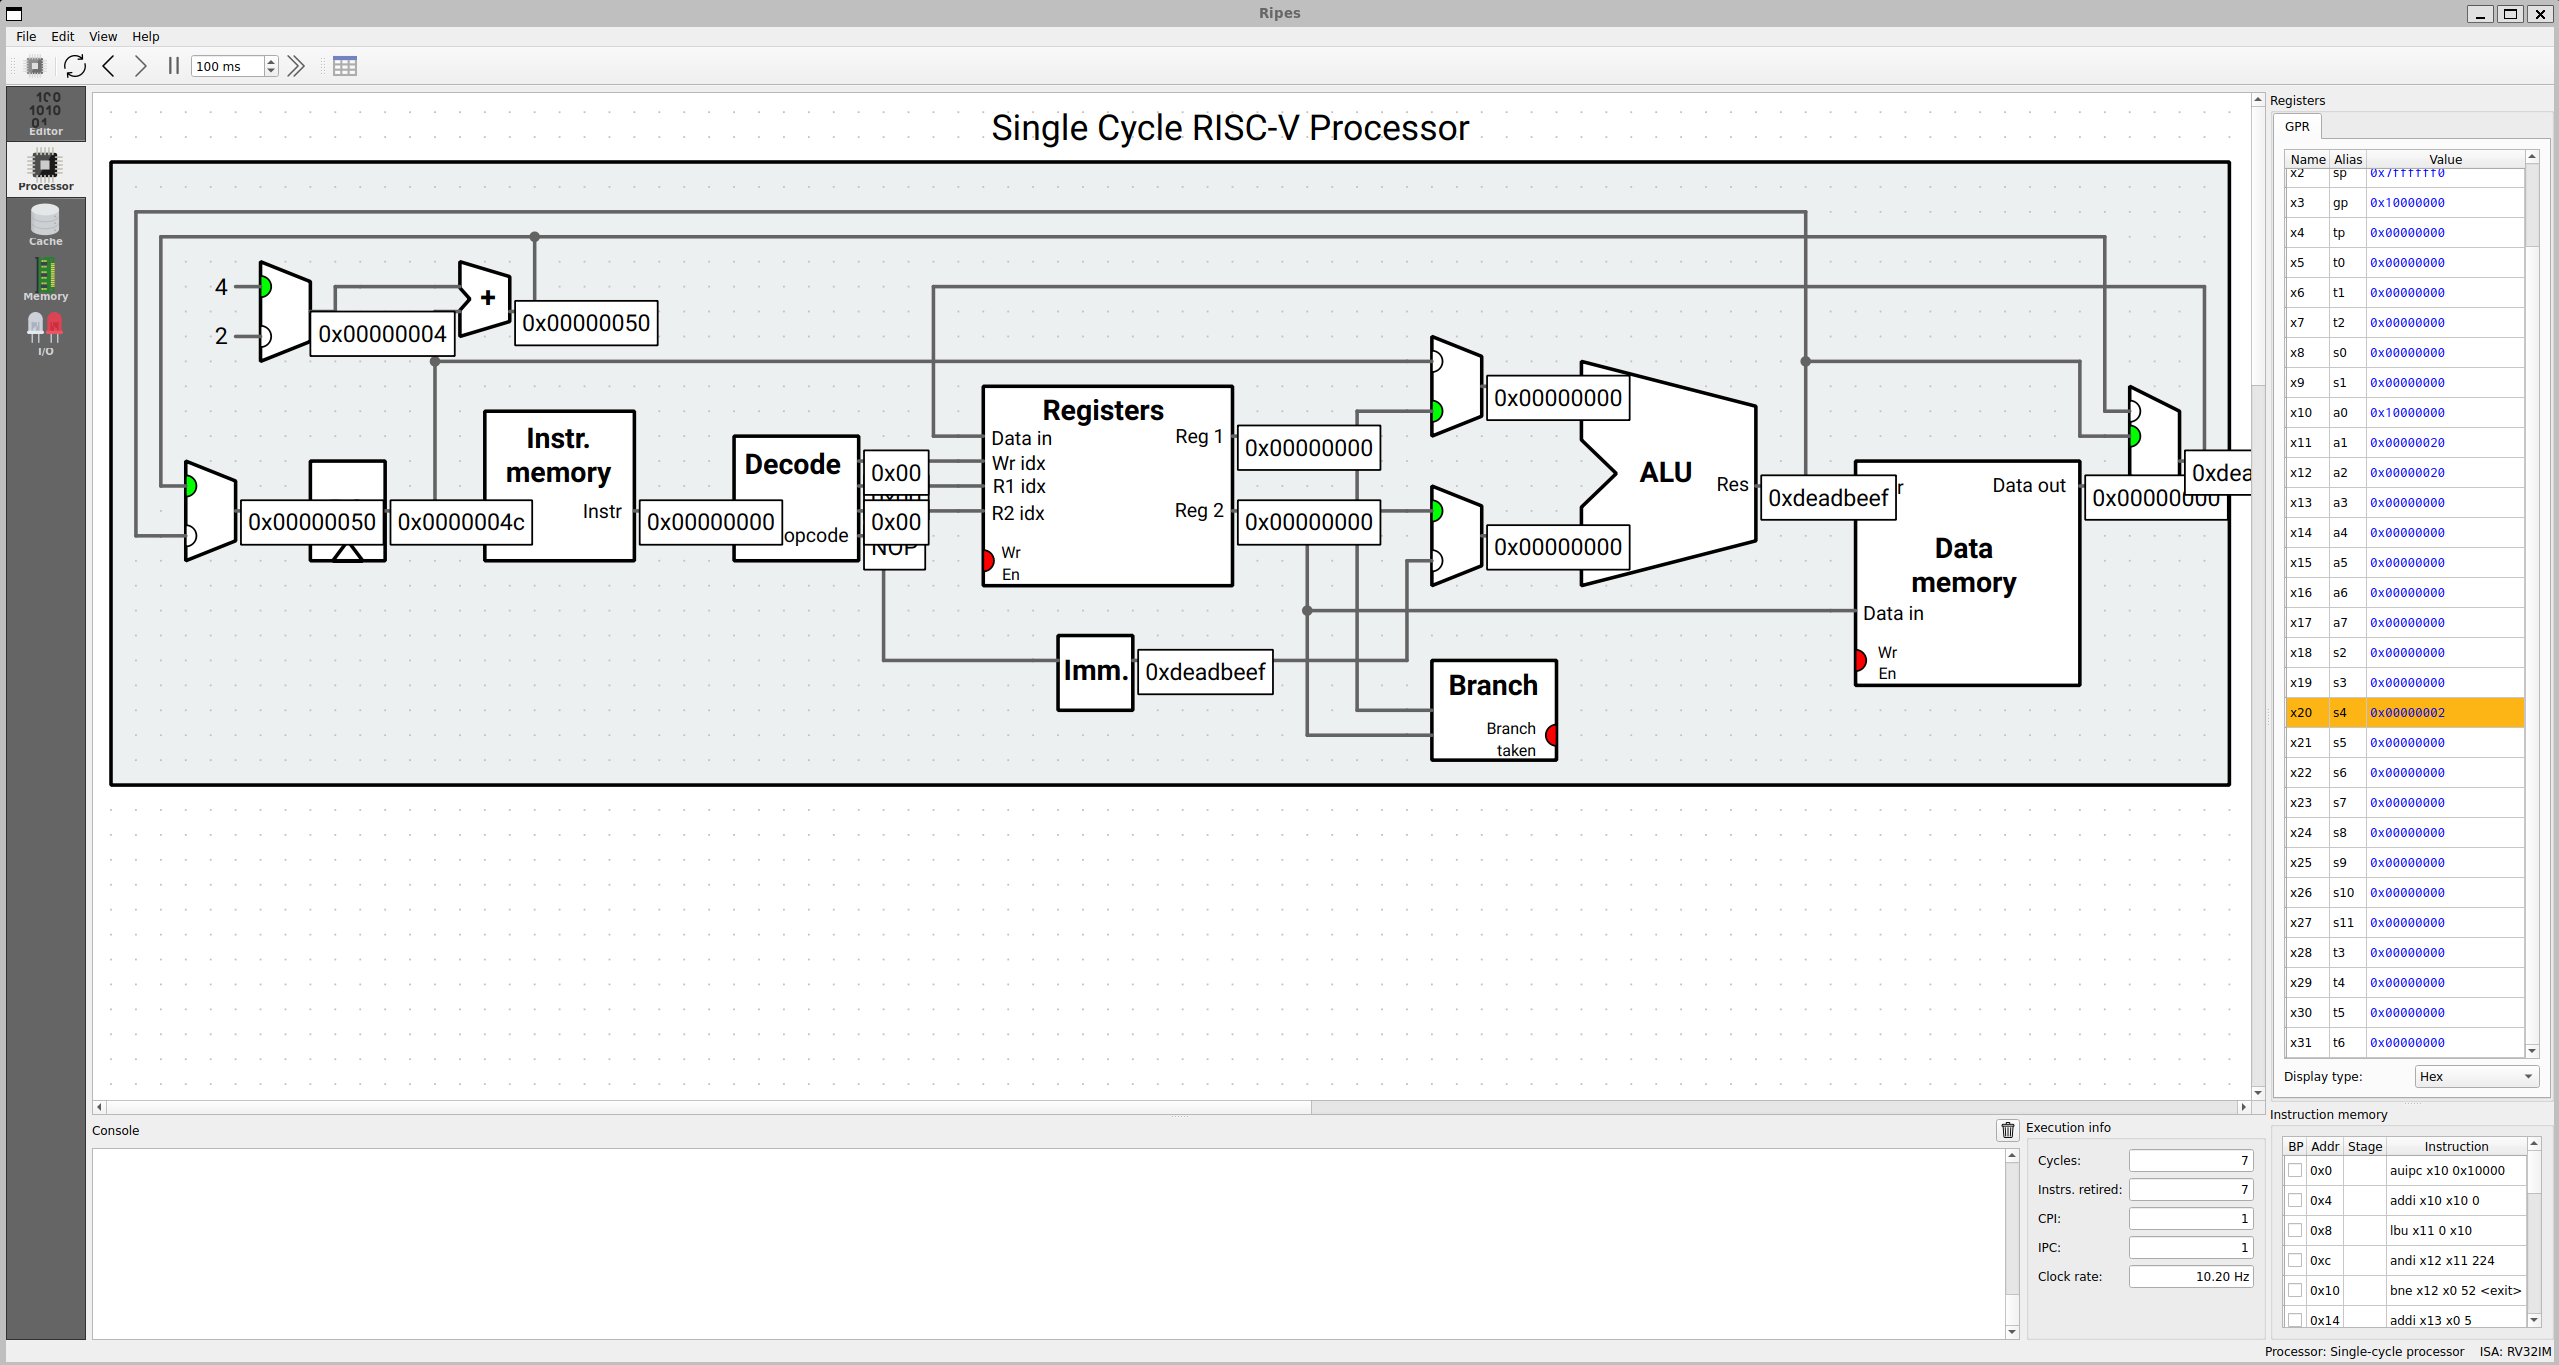 Ripes
File Edit View Help
100 ms
Editor
Processor
Cache
Memory
I/O
Single Cycle RISC-V Processor
4
2
0x00000004
+
0x00000050
Instr.
memory
Instr
0x00000050
0x0000004c
0x00000000
Decode
opcode
0x00
0x00
NOP
Registers
Data in
Wr idx
R1 idx
R2 idx
Wr
En
Reg 1
Reg 2
0x00000000
0x00000000
Imm.
0xdeadbeef
0x00000000
0x00000000
ALU
Res
0xdeadbeef
r
Branch
Branch
taken
Data out
Data
memory
Data in
Wr
En
0x00000000
0xdea
Registers
GPR
Name Alias Value
x2 sp 0x7ffffff0
x3 gp 0x10000000
x4 tp 0x00000000
x5 t0 0x00000000
x6 t1 0x00000000
x7 t2 0x00000000
x8 s0 0x00000000
x9 s1 0x00000000
x10 a0 0x10000000
x11 a1 0x00000020
x12 a2 0x00000020
x13 a3 0x00000000
x14 a4 0x00000000
x15 a5 0x00000000
x16 a6 0x00000000
x17 a7 0x00000000
x18 s2 0x00000000
x19 s3 0x00000000
x20 s4 0x00000002
x21 s5 0x00000000
x22 s6 0x00000000
x23 s7 0x00000000
x24 s8 0x00000000
x25 s9 0x00000000
x26 s10 0x00000000
x27 s11 0x00000000
x28 t3 0x00000000
x29 t4 0x00000000
x30 t5 0x00000000
x31 t6 0x00000000
Display type: Hex
Console
Execution info
Cycles: 7
Instrs. retired: 7
CPI: 1
IPC: 1
Clock rate: 10.20 Hz
Instruction memory
BP Addr Stage Instruction
0x0 auipc x10 0x10000
0x4 addi x10 x10 0
0x8 lbu x11 0 x10
0xc andi x12 x11 224
0x10 bne x12 x0 52 <exit>
0x14 addi x13 x0 5
Processor: Single-cycle processor ISA: RV32IM